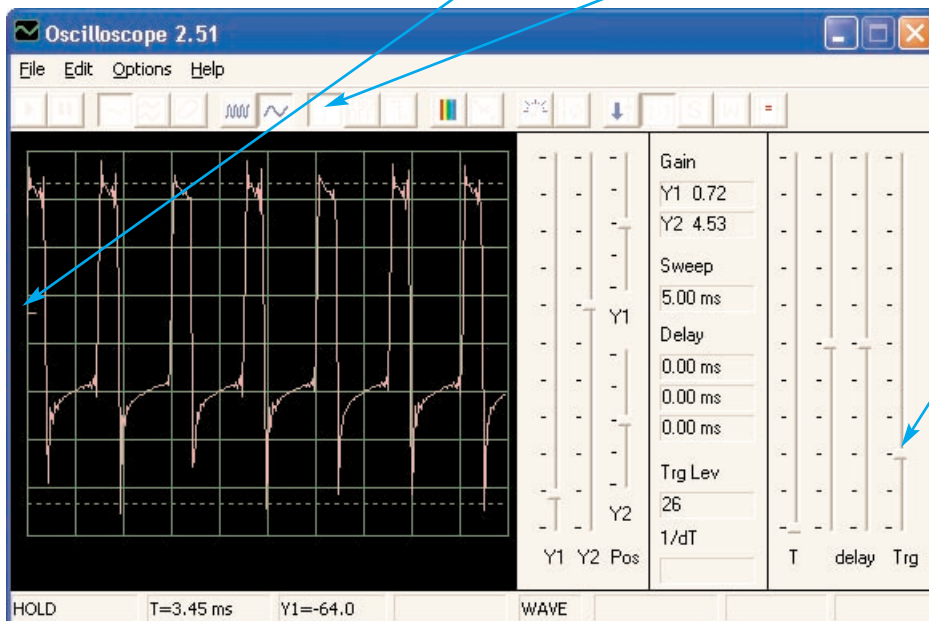 Oscilloscope 2.51
File Edit Options Help
Gain
Y1 0.72
Y2 4.53
Sweep
5.00 ms
Y1
Delay
0.00 ms
0.00 ms
0.00 ms
Trg Lev
26
Y2
1/dT
Y1 Y2 Pos
T delay Trg
HOLD T=3.45 ms Y1=-64.0 WAVE